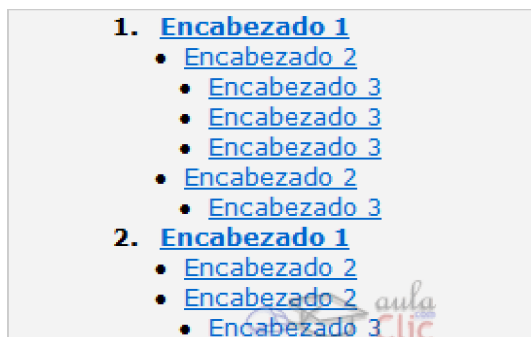 1. Encabezado 1
• Encabezado 2
• Encabezado 3
• Encabezado 3
• Encabezado 3
• Encabezado 2
• Encabezado 3
2. Encabezado 1
• Encabezado 2
• Encabezado 2
• Encabezado 3
aula
.com
Clic